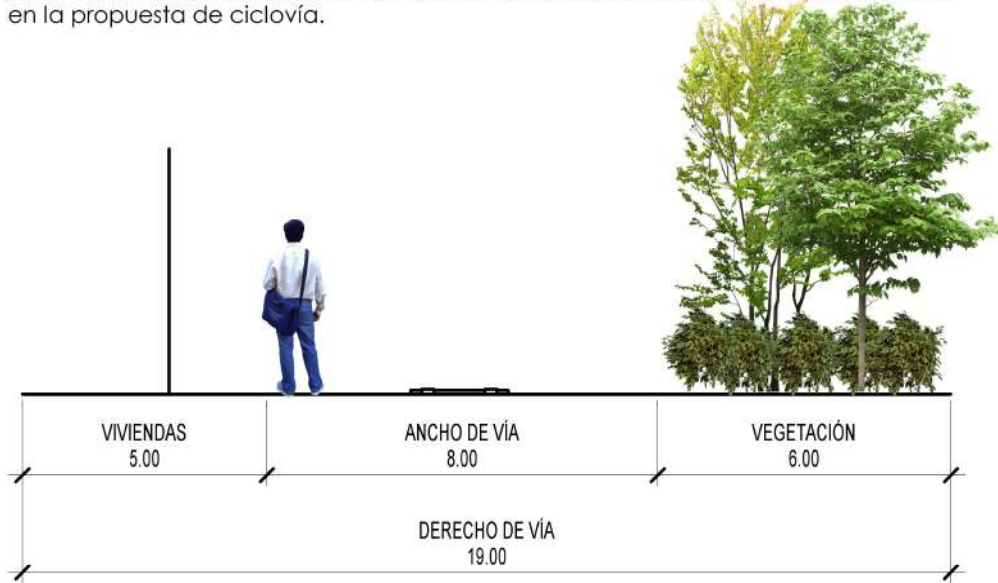 en la propuesta de ciclovía.
VIVIENDAS
5.00
ANCHO DE VÍA
8.00
VEGETACIÓN
6.00
DERECHO DE VÍA
19.00